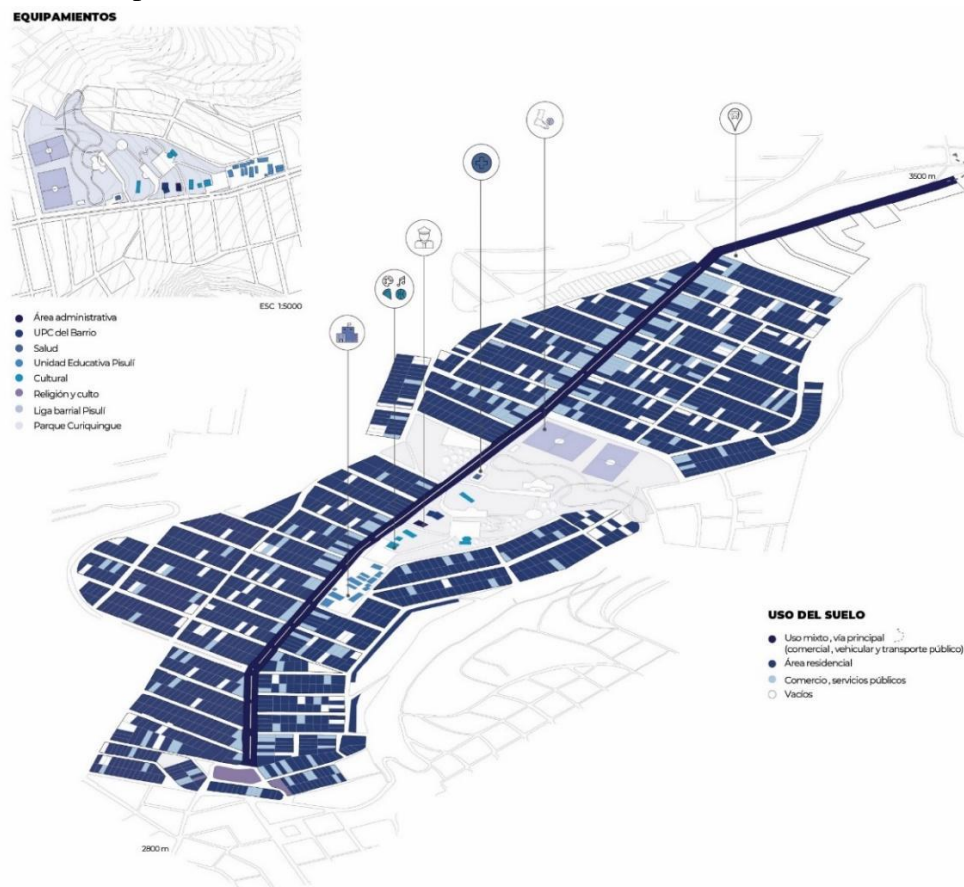 EQUIPAMIENTOS
3500 m
ESC 1:5000
Área administrativa
UPC del Barrio
Salud
Unidad Educativa Pisulí
Cultural
Religión y culto
Liga barrial Pisulí
Parque Curiquingue
USO DEL SUELO
Uso mixto , vía principal
(comercial , vehicular y transporte público)
Área residencial
Comercio , servicios públicos
Vacíos
2800 m